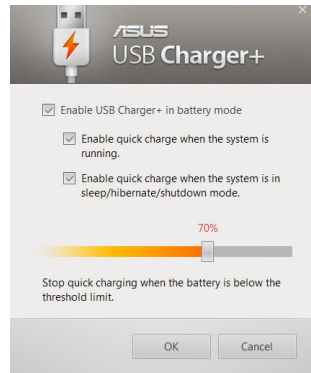 ASUS
USB Charger+
Enable USB Charger+ in battery mode
Enable quick charge when the system is
running.
Enable quick charge when the system is in
sleep/hibernate/shutdown mode.
70%
Stop quick charging when the battery is below the
threshold limit.
OK Cancel